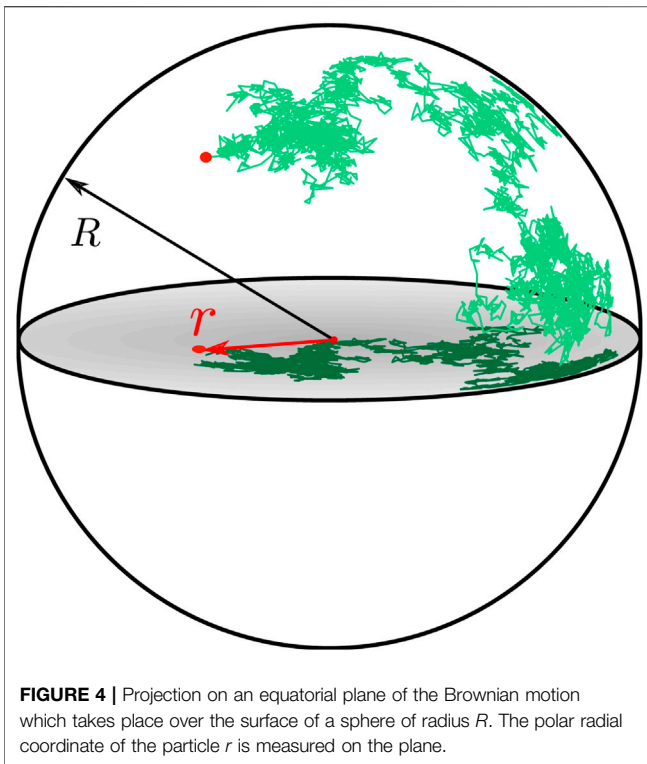 R
r
FIGURE 4 | Projection on an equatorial plane of the Brownian motion
which takes place over the surface of a sphere of radius R. The polar radial
coordinate of the particle r is measured on the plane.